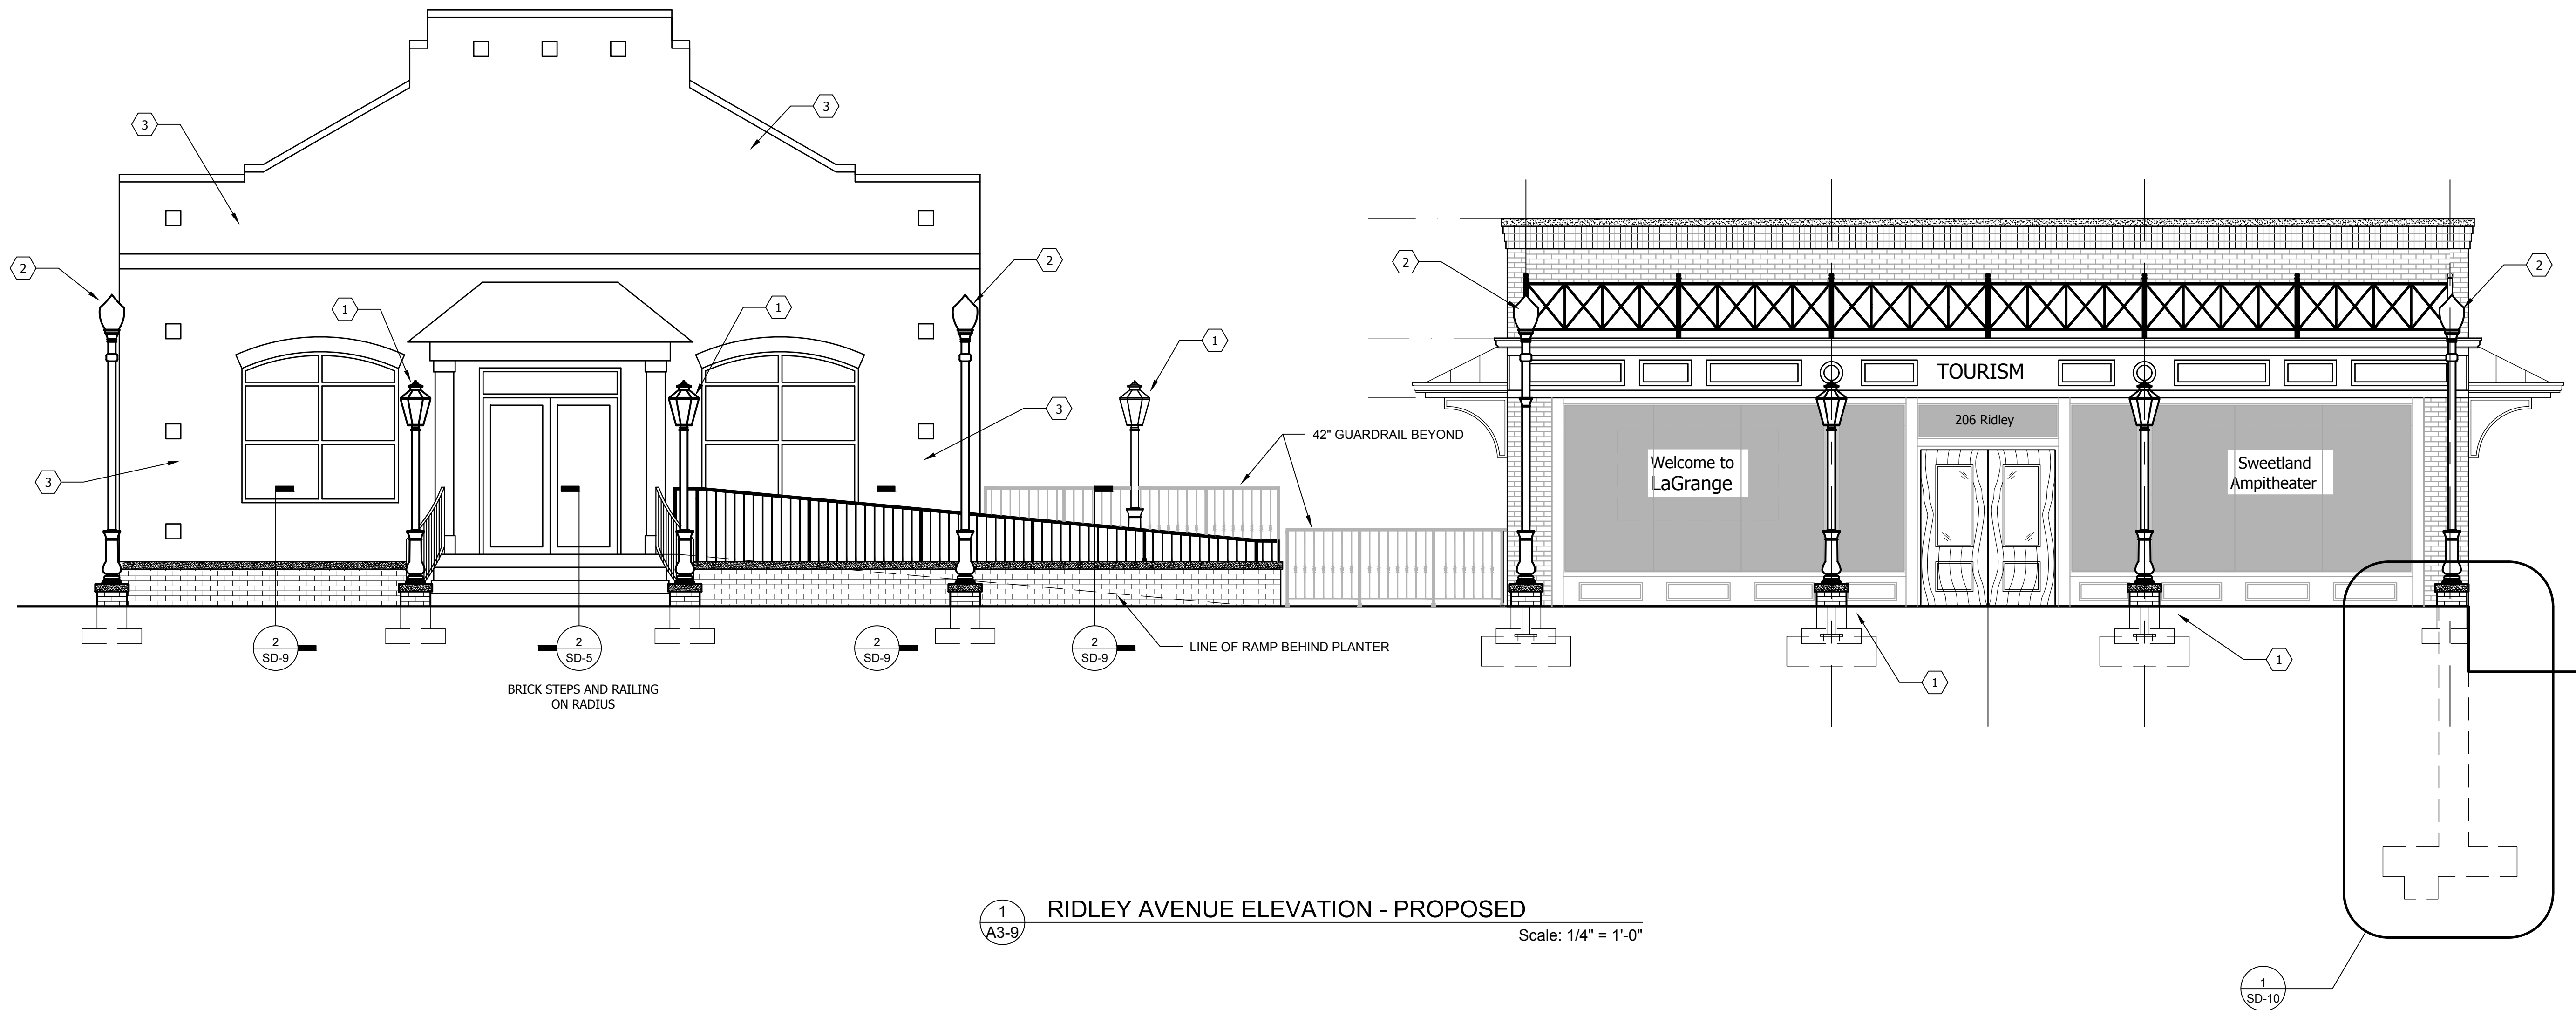 3
3
2
2
2
2
1
1
1
TOURISM
3
206 Ridley
42" GUARDRAIL BEYOND
Welcome to
LaGrange
Sweetland
Ampitheater
3
2
SD-9
2
SD-5
2
SD-9
2
SD-9
LINE OF RAMP BEHIND PLANTER
1
1
BRICK STEPS AND RAILING
ON RADIUS
1
A3-9
RIDLEY AVENUE ELEVATION - PROPOSED
Scale: 1/4" = 1'-0"
1
SD-10